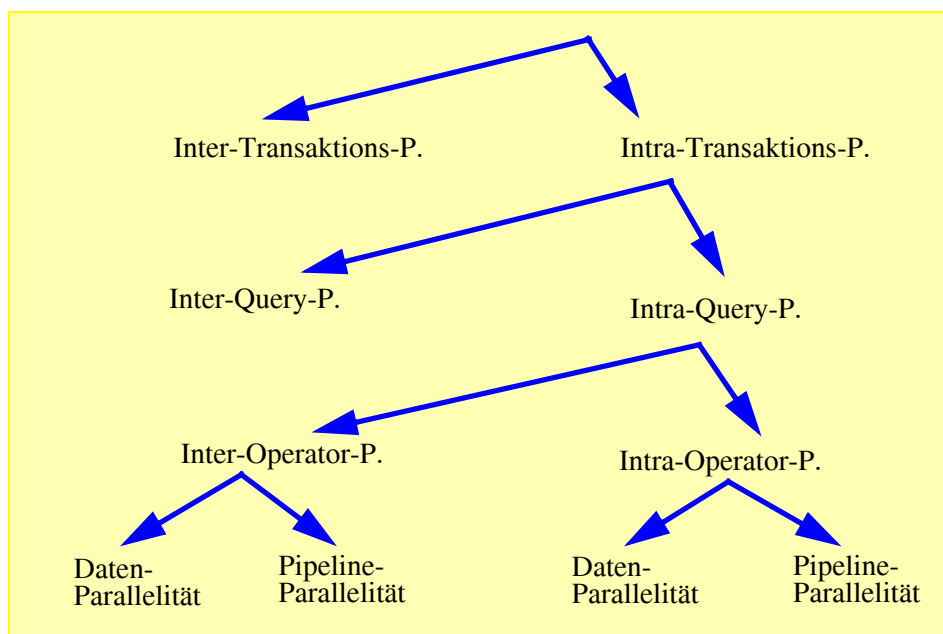 Inter-Transaktions-P.
Intra-Transaktions-P.
Inter-Query-P.
Intra-Query-P.
Inter-Operator-P.
Intra-Operator-P.
Daten-
Parallelität
Pipeline-
Parallelität
Daten-
Parallelität
Pipeline-
Parallelität